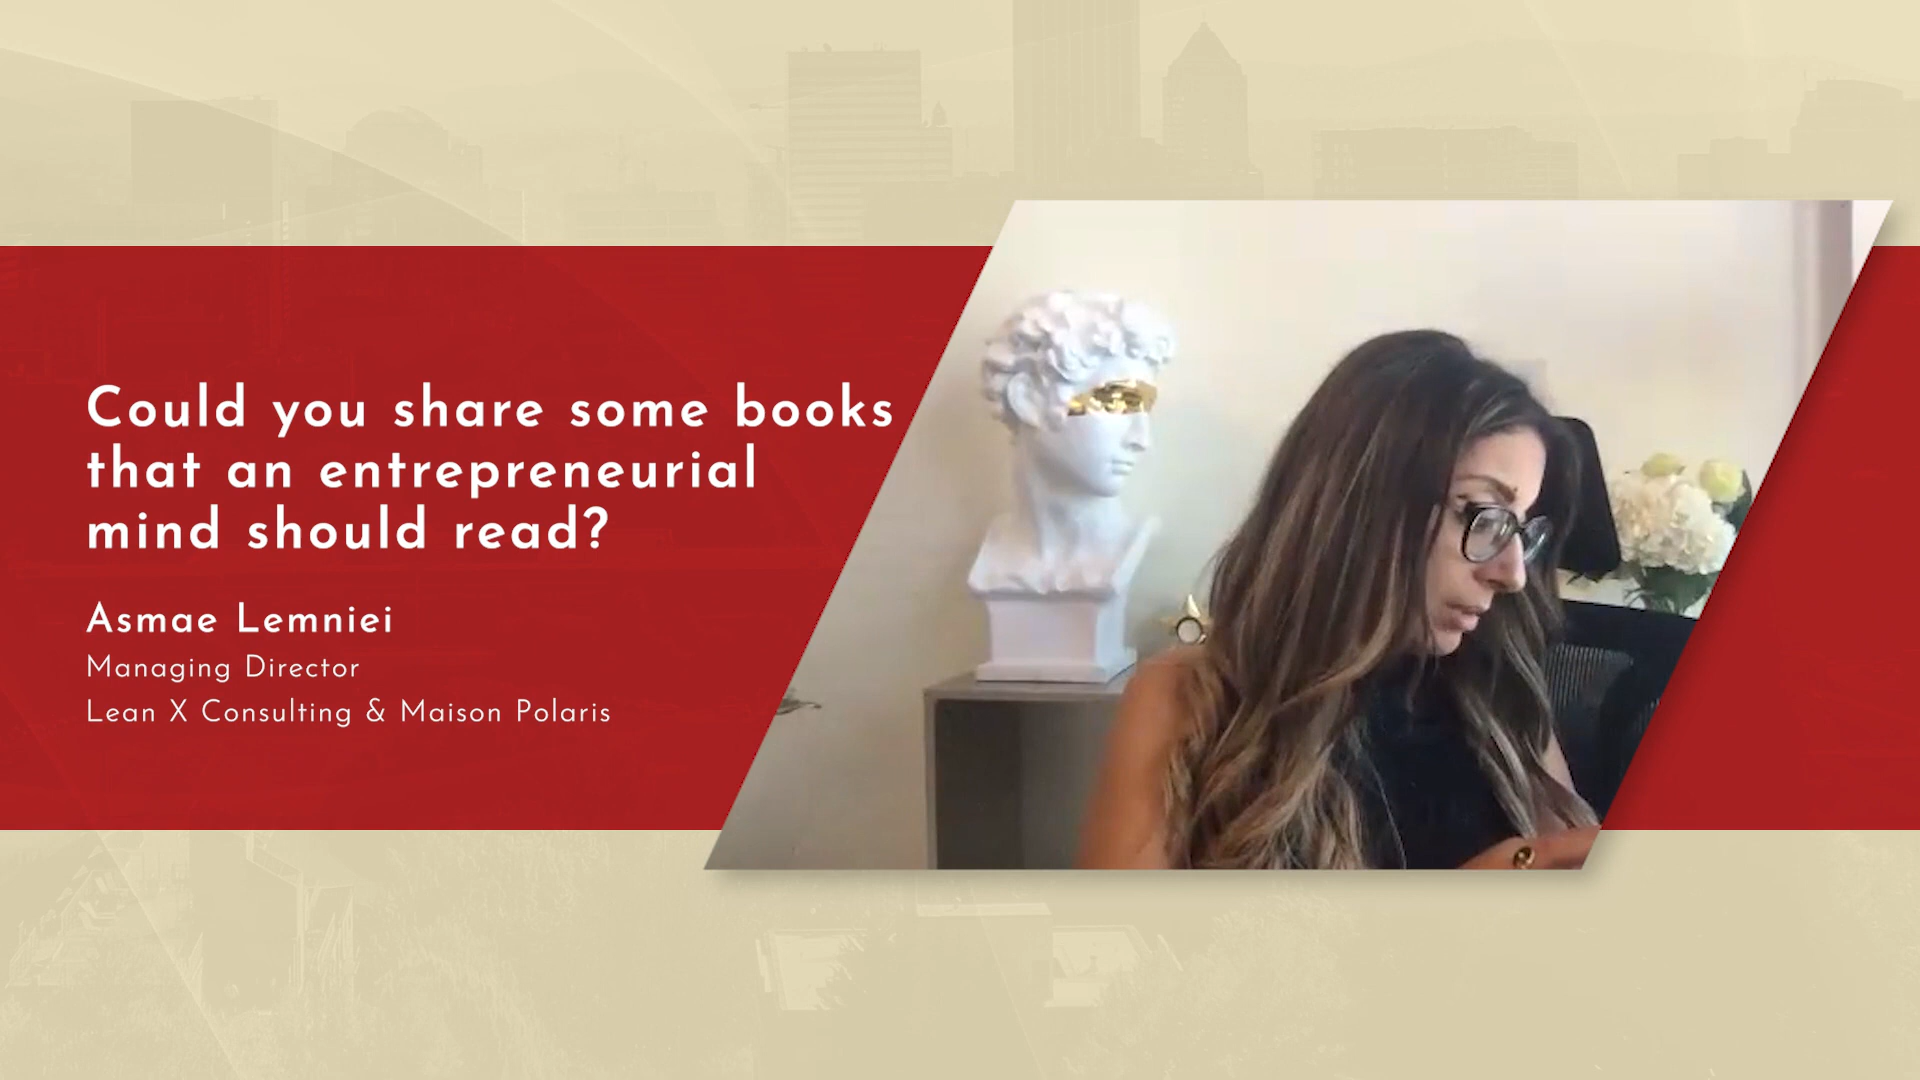 Could you share some books
that an entrepreneurial
mind should read?
Asmae Lemniei
Managing Director
Lean X Consulting & Maison Polaris